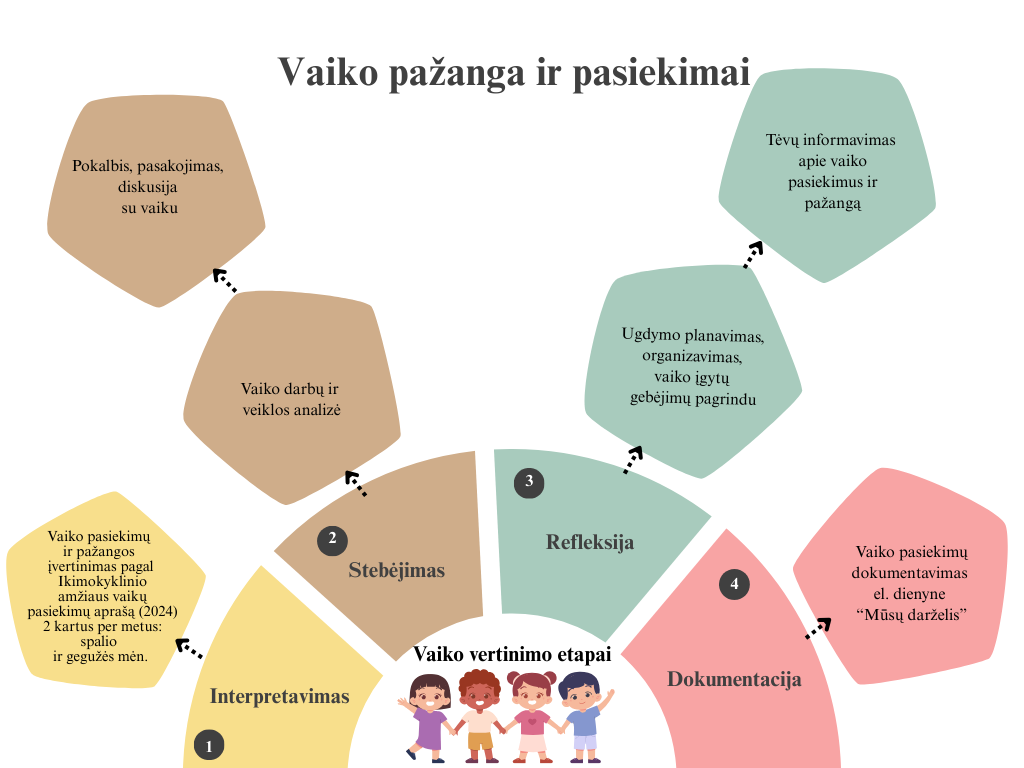 Vaiko pažanga ir pasiekimai
Pokalbis, pasakojimas,
diskusija
su vaiku
Tėvų informavimas
apie vaiko
pasiekimus ir
pažangą
Vaiko darbų ir
veiklos analizė
Ugdymo planavimas,
organizavimas,
vaiko įgytų
gebėjimų pagrindu
Vaiko pasiekimų
ir pažangos
įvertinimas pagal
Ikimokyklinio
amžiaus vaikų
pasiekimų aprašą (2024)
2 kartus per metus:
spalio
ir gegužės mėn.
1
Interpretavimas
2
Stebėjimas
3
Refleksija
4
Dokumentacija
Vaiko pasiekimų
dokumentavimas
el. dienyne
“Mūsų darželis”
Vaiko vertinimo etapai